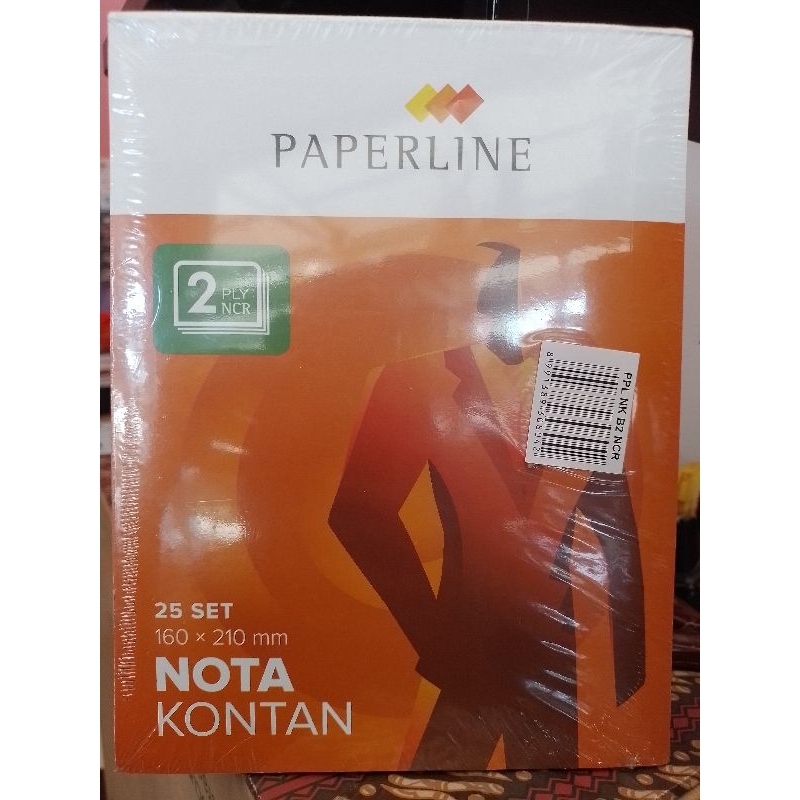 PAPERLINE
2 PLY
NCR
PPL NK B2 NCR
25 SET
160 × 210 mm
NOTA
KONTAN